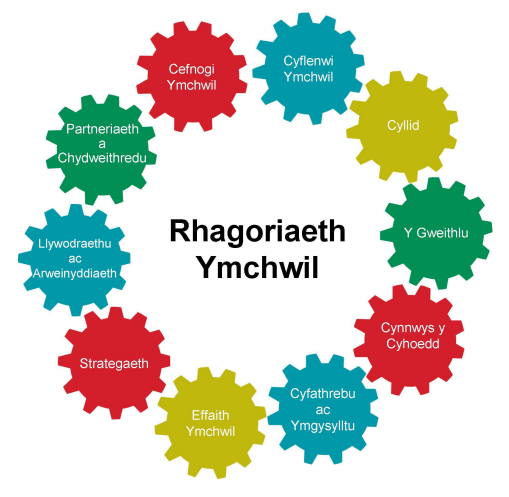 Cefnogi
Ymchwil
Cyflenwi
Ymchwil
Cyllid
Y Gweithlu
Cynnwys y
Cyhoedd
Cyfathrebu
ac
Ymgysylltu
Effaith
Ymchwil
Strategaeth
Llywodraethu
ac
Arweinyddiaeth
Partneriaeth
a
Chydweithredu
Rhagoriaeth
Ymchwil